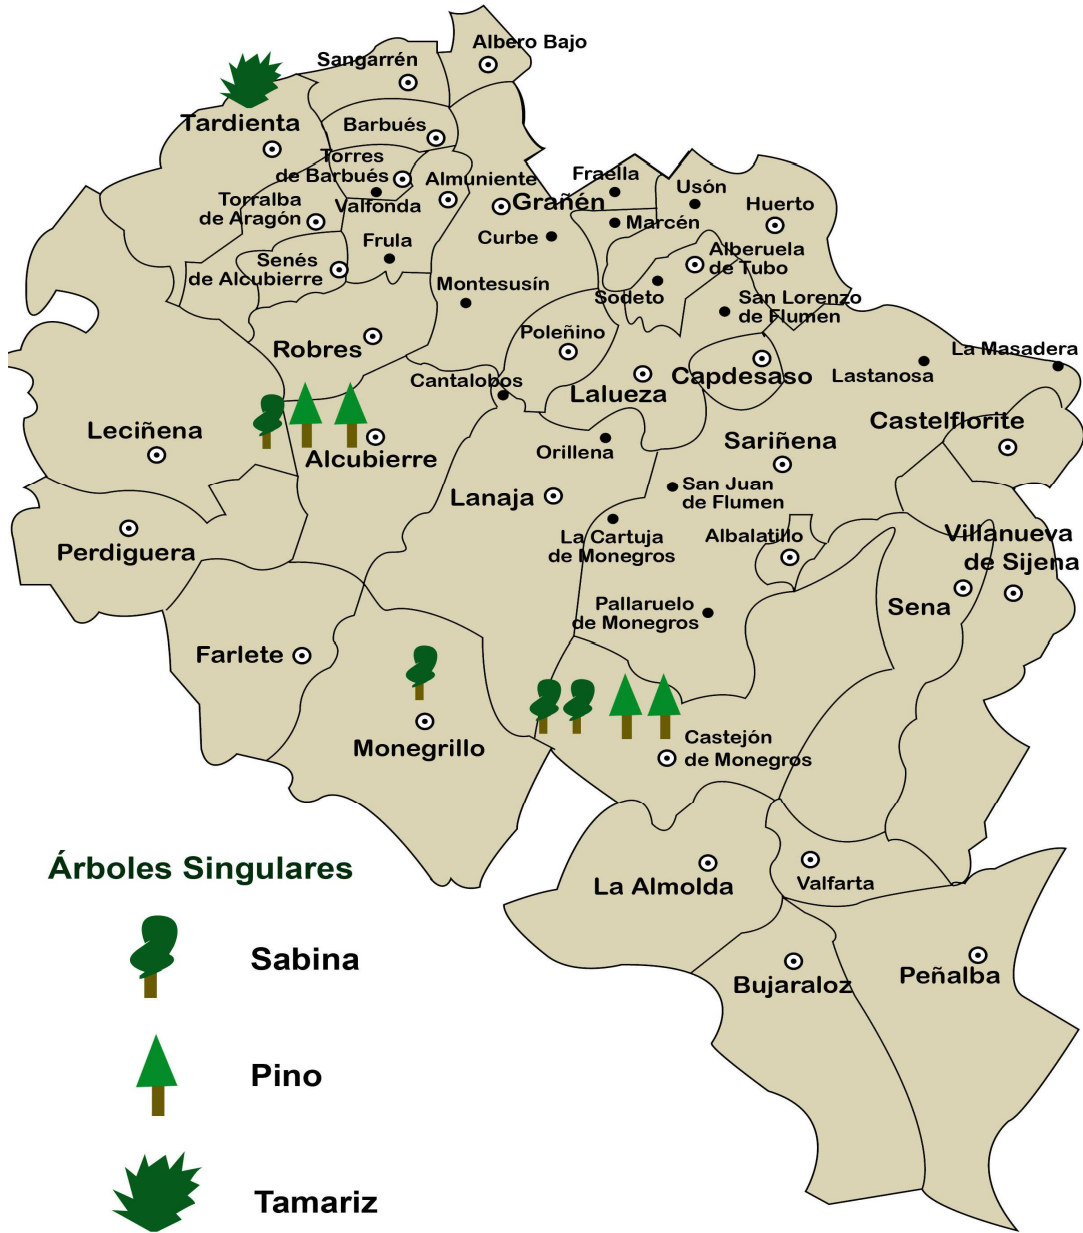 Albero Bajo
Sangarrén
Tardienta
Barbués
Torres
de Barbués
Almuniente
Fraella
Usón
Torralba
de Aragón
Valfonda
Grañén
Huerto
Marcén
Curbe
Frula
Alberuela
de Tubo
Senés
de Alcubierre
Montesusín
Sodeto
San Lorenzo
de Flumen
Poleñino
Robres
La Masadera
Cantalobos
Lalueza
Capdesaso
Lastanosa
Leciñena
Castelflorite
Alcubierre
Orillena
Sariñena
Lanaja
San Juan
de Flumen
Perdiguera
La Cartuja
de Monegros
Albalatillo
Villanueva
de Sijena
Pallaruelo
de Monegros
Sena
Farlete
Monegrillo
Castejón
de Monegros
Árboles Singulares
La Almolda
Valfarta
Sabina
Bujaraloz
Peñalba
Pino
Tamariz